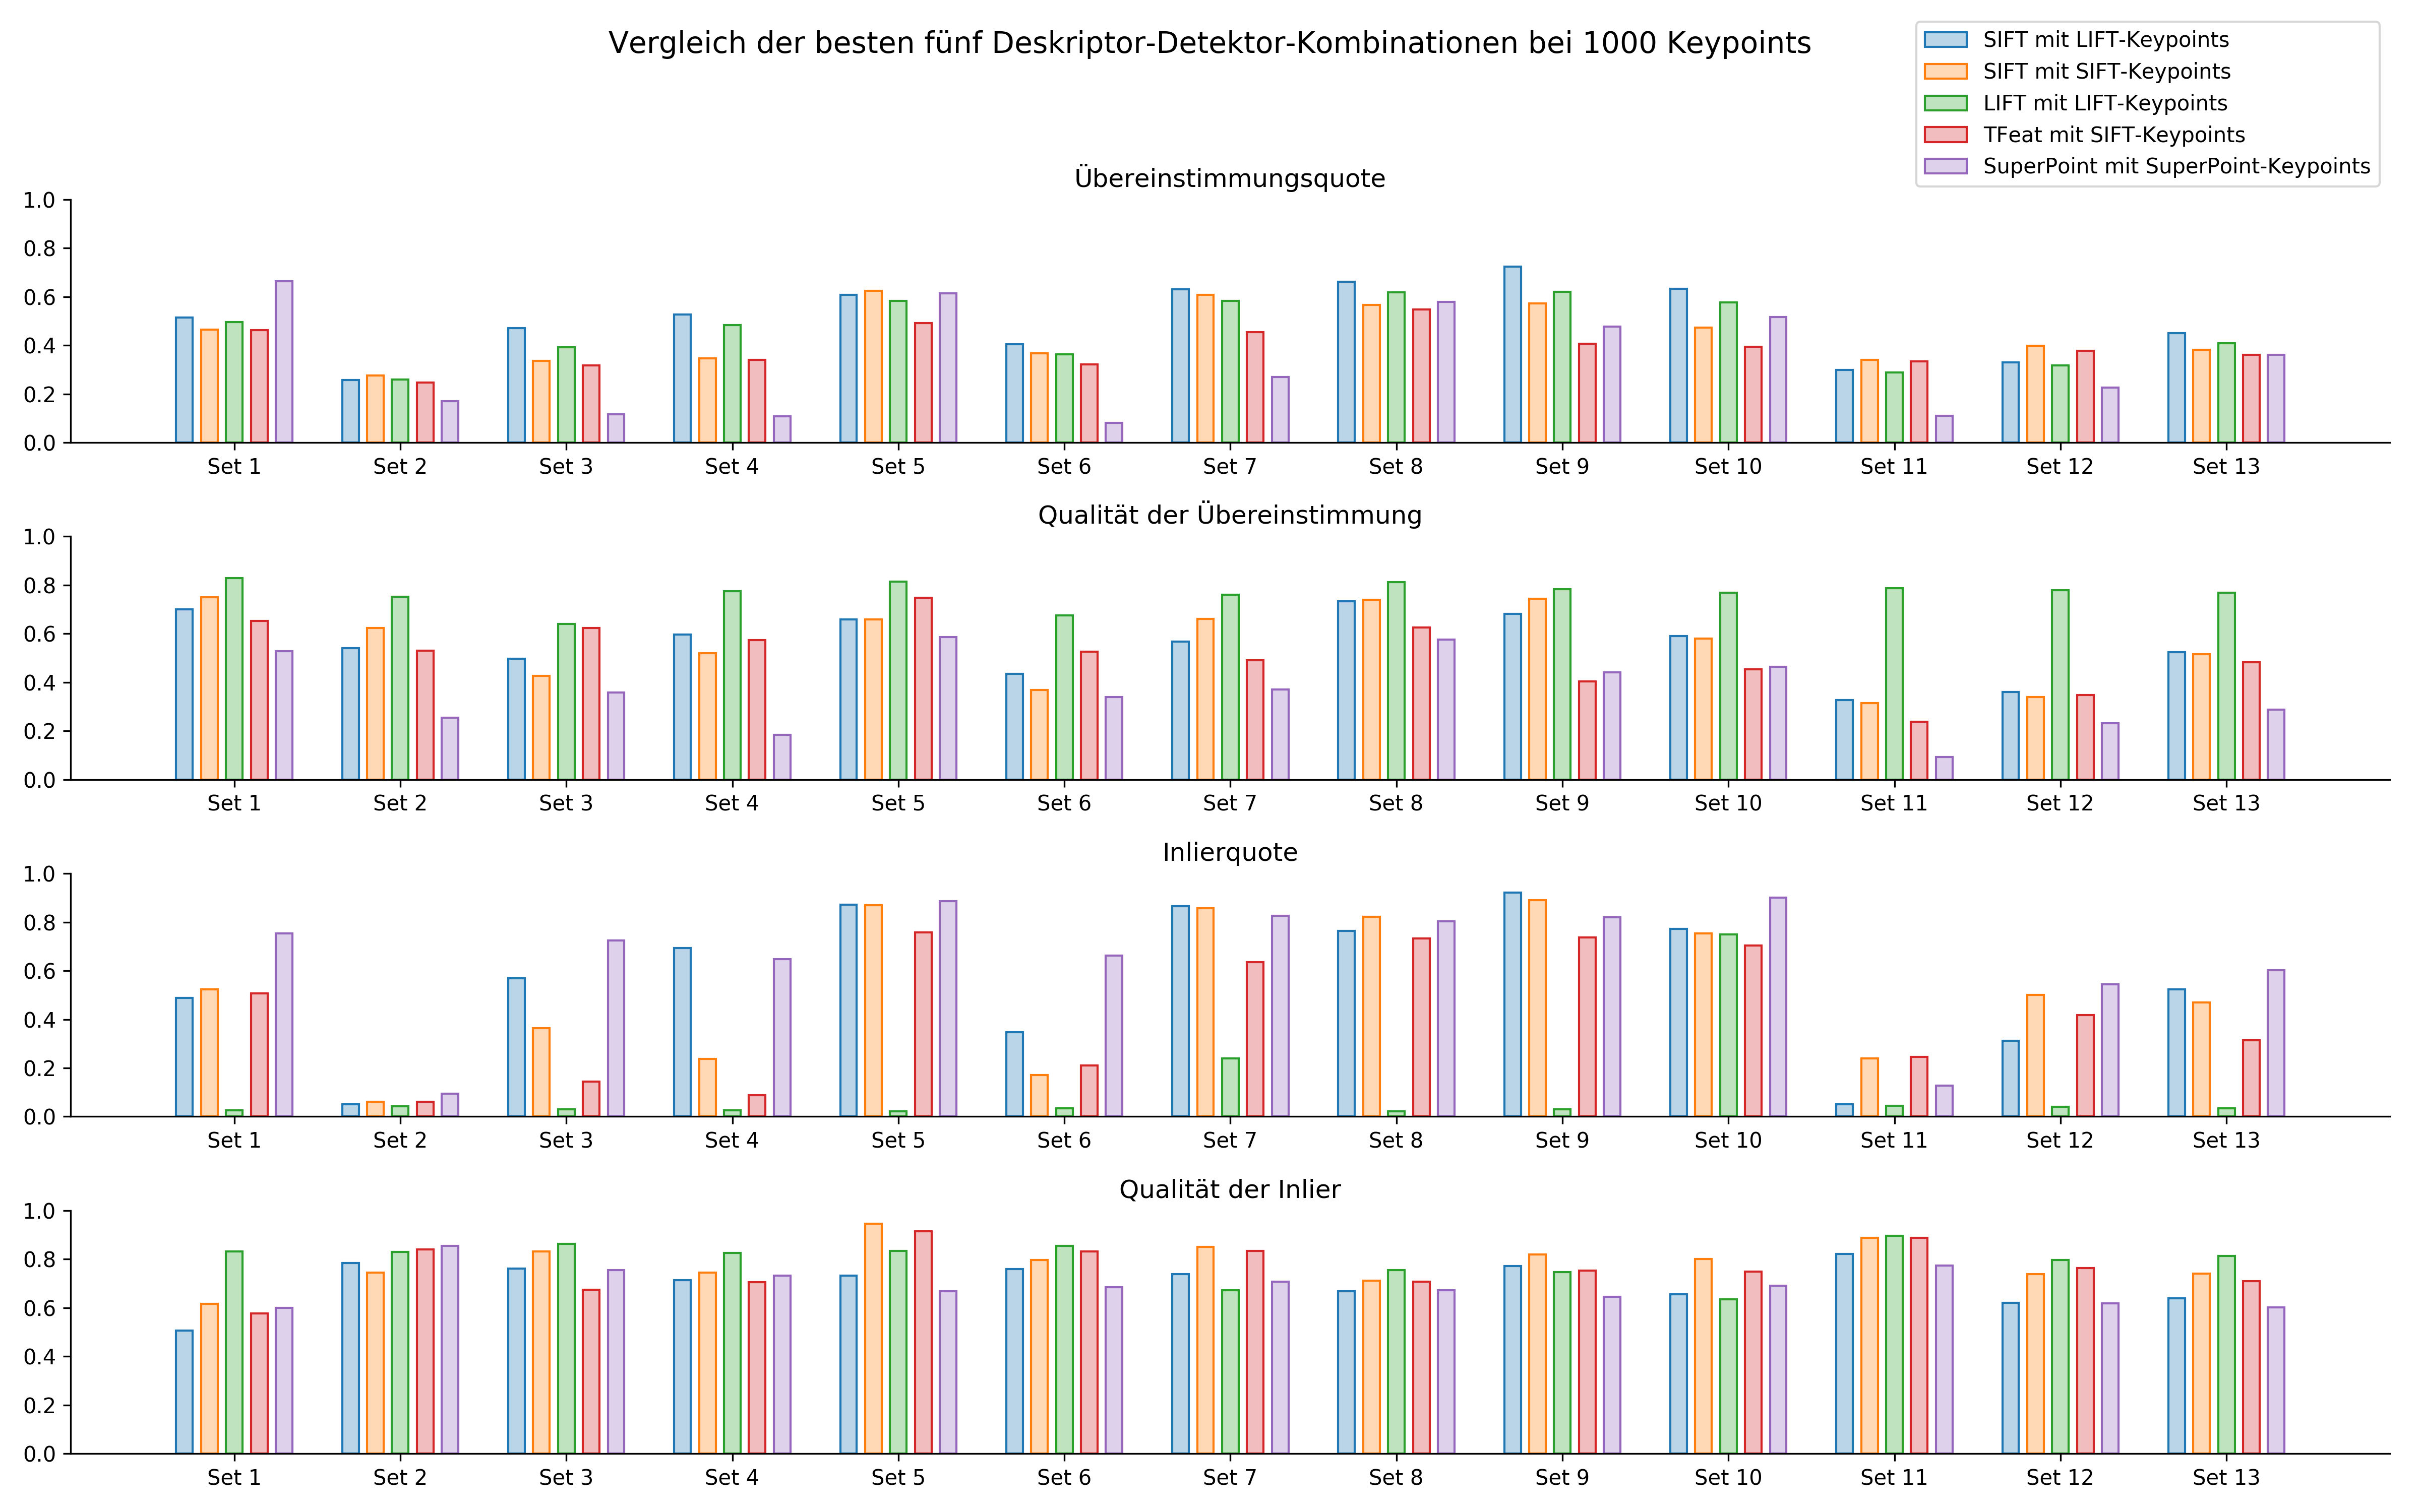 Vergleich der besten fünf Deskriptor-Detektor-Kombinationen bei 1000 Keypoints
SIFT mit LIFT-Keypoints
SIFT mit SIFT-Keypoints
LIFT mit LIFT-Keypoints
TFeat mit SIFT-Keypoints
SuperPoint mit SuperPoint-Keypoints
Übereinstimmungsquote
1.0
0.8
0.6
0.4
0.2
0.0
Set 1 Set 2 Set 3 Set 4 Set 5 Set 6 Set 7 Set 8 Set 9 Set 10 Set 11 Set 12 Set 13
Qualität der Übereinstimmung
1.0
0.8
0.6
0.4
0.2
0.0
Set 1 Set 2 Set 3 Set 4 Set 5 Set 6 Set 7 Set 8 Set 9 Set 10 Set 11 Set 12 Set 13
Inlierquote
1.0
0.8
0.6
0.4
0.2
0.0
Set 1 Set 2 Set 3 Set 4 Set 5 Set 6 Set 7 Set 8 Set 9 Set 10 Set 11 Set 12 Set 13
Qualität der Inlier
1.0
0.8
0.6
0.4
0.2
0.0
Set 1 Set 2 Set 3 Set 4 Set 5 Set 6 Set 7 Set 8 Set 9 Set 10 Set 11 Set 12 Set 13